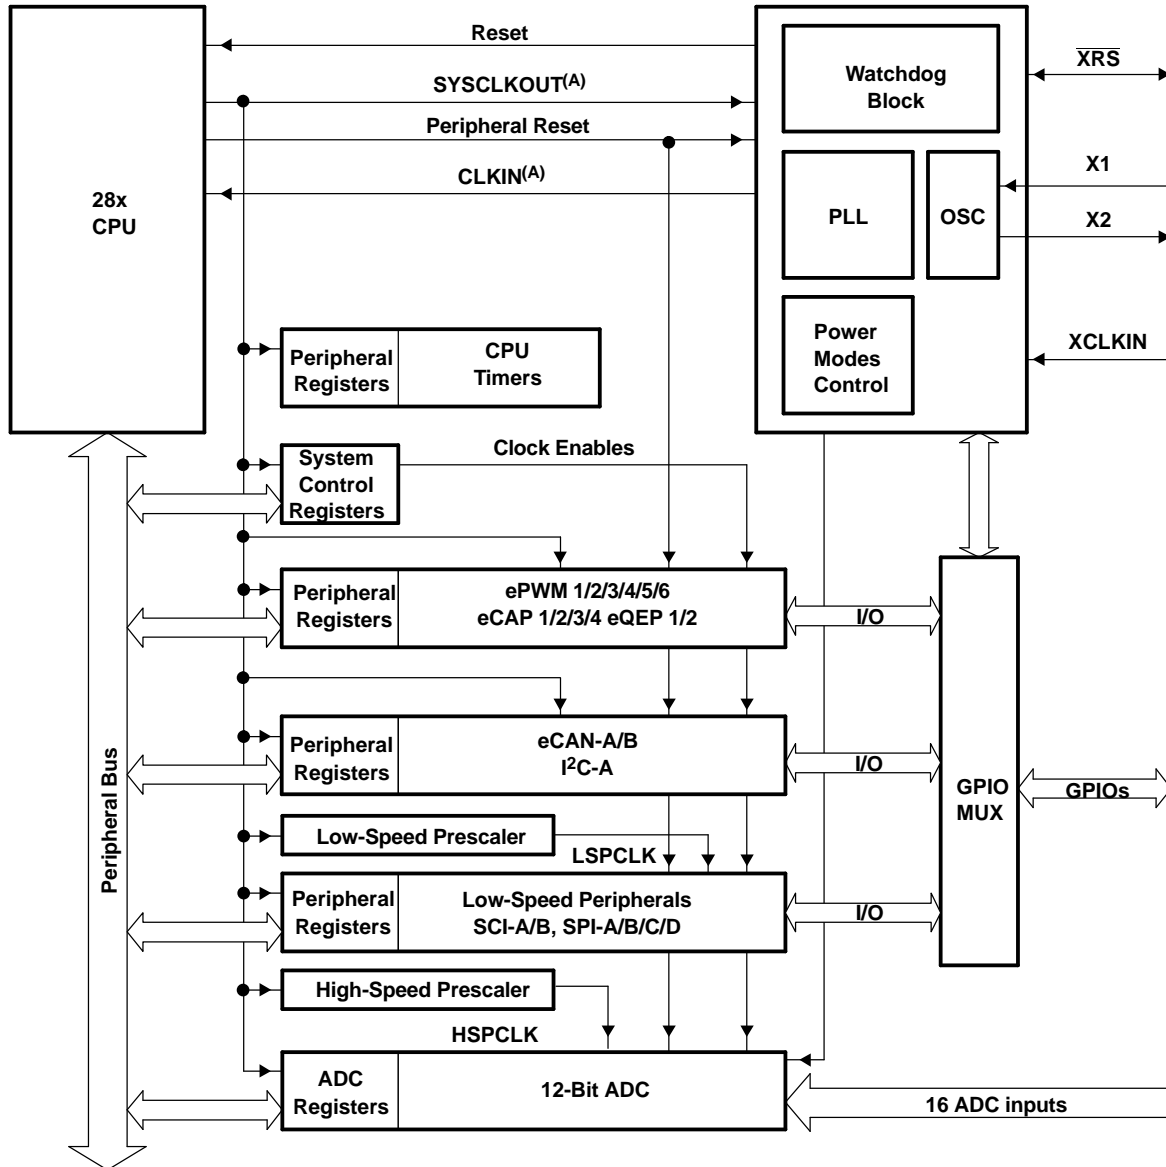 Reset
Watchdog
Block
XRS
SYSCLKOUT(A)
Peripheral Reset
CLKIN(A)
28x
CPU
PLL
OSC
X1
X2
Power
Modes
Control
XCLKIN
Peripheral
Registers
CPU
Timers
System
Control
Registers
Clock Enables
Peripheral
Registers
ePWM 1/2/3/4/5/6
eCAP 1/2/3/4 eQEP 1/2
I/O
Peripheral
Registers
eCAN-A/B
I²C-A
I/O
Peripheral Bus
GPIO
MUX
GPIOs
Low-Speed Prescaler
LSPCLK
Peripheral
Registers
Low-Speed Peripherals
SCI-A/B, SPI-A/B/C/D
I/O
High-Speed Prescaler
HSPCLK
ADC
Registers
12-Bit ADC
16 ADC inputs